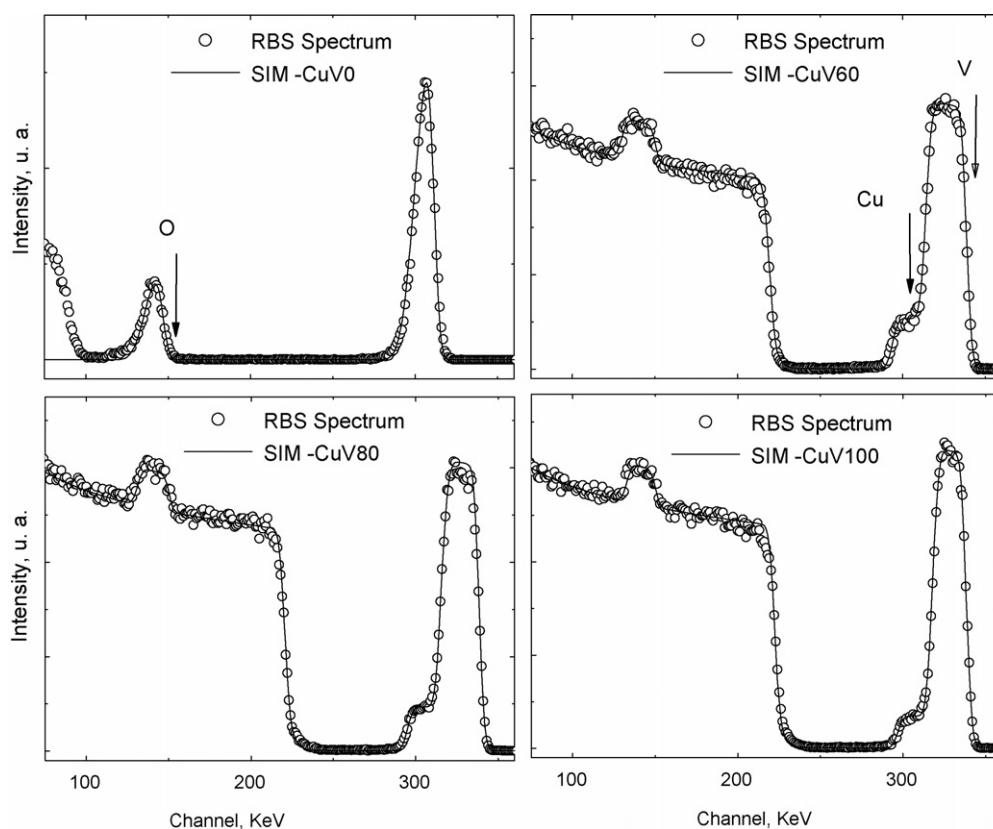 RBS Spectrum
SIM -CuV0
O
Intensity, u. a.
RBS Spectrum
SIM -CuV60
V
Cu
RBS Spectrum
SIM -CuV80
Intensity, u. a.
100
200
300
Channel, KeV
RBS Spectrum
SIM -CuV100
100
200
300
Channel, KeV